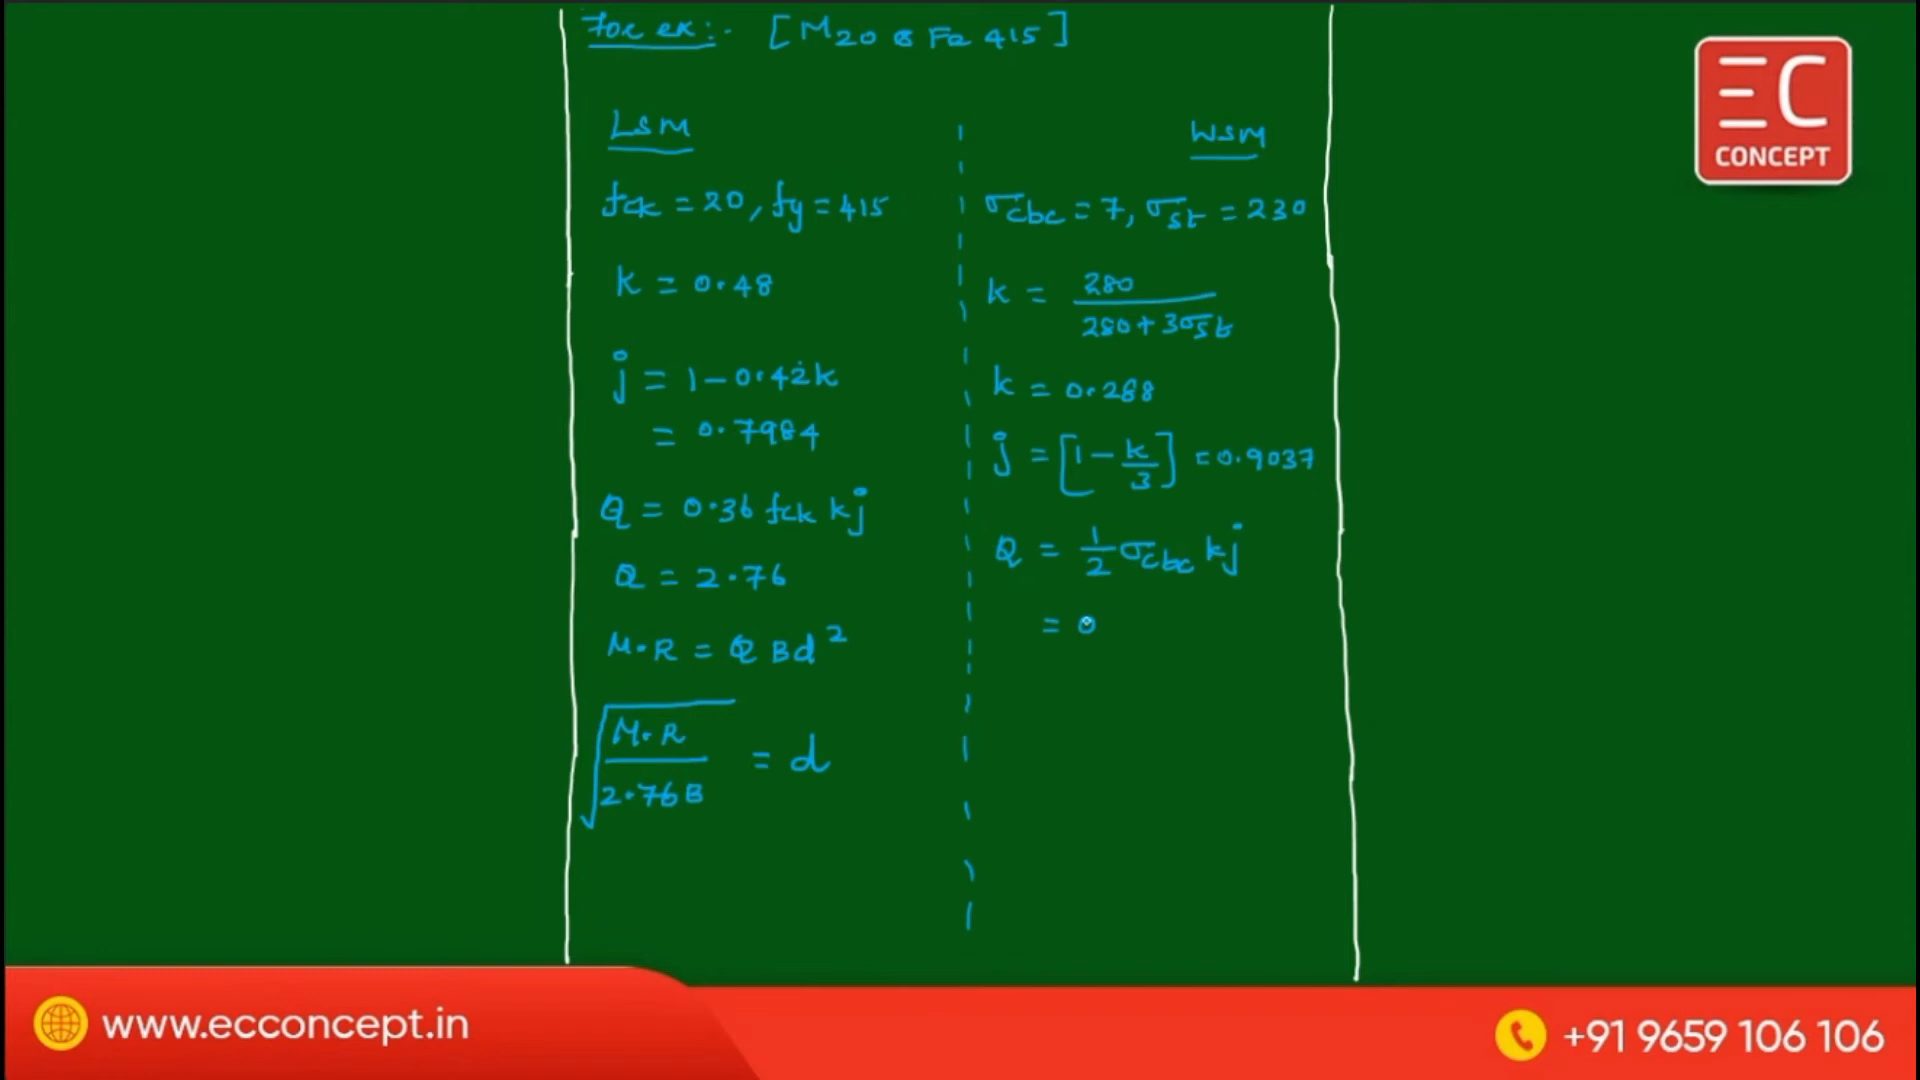 For ex:- [M20 & Fe 415]
LSM
fck = 20, fy = 415
k = 0.48
j = 1 - 0.42k
= 0.7984
Q = 0.36 fck kj
Q = 2.76
M.R = Q Bd²
√(M.R / 2.76B) = d
WSM
σcbc = 7, σst = 230
k = 280 / 280+3σst
k = 0.288
j = [1 - k/3] = 0.9037
Q = 1/2 σcbc kj
= 0
EC
CONCEPT
www.ecconcept.in
+91 9659 106 106